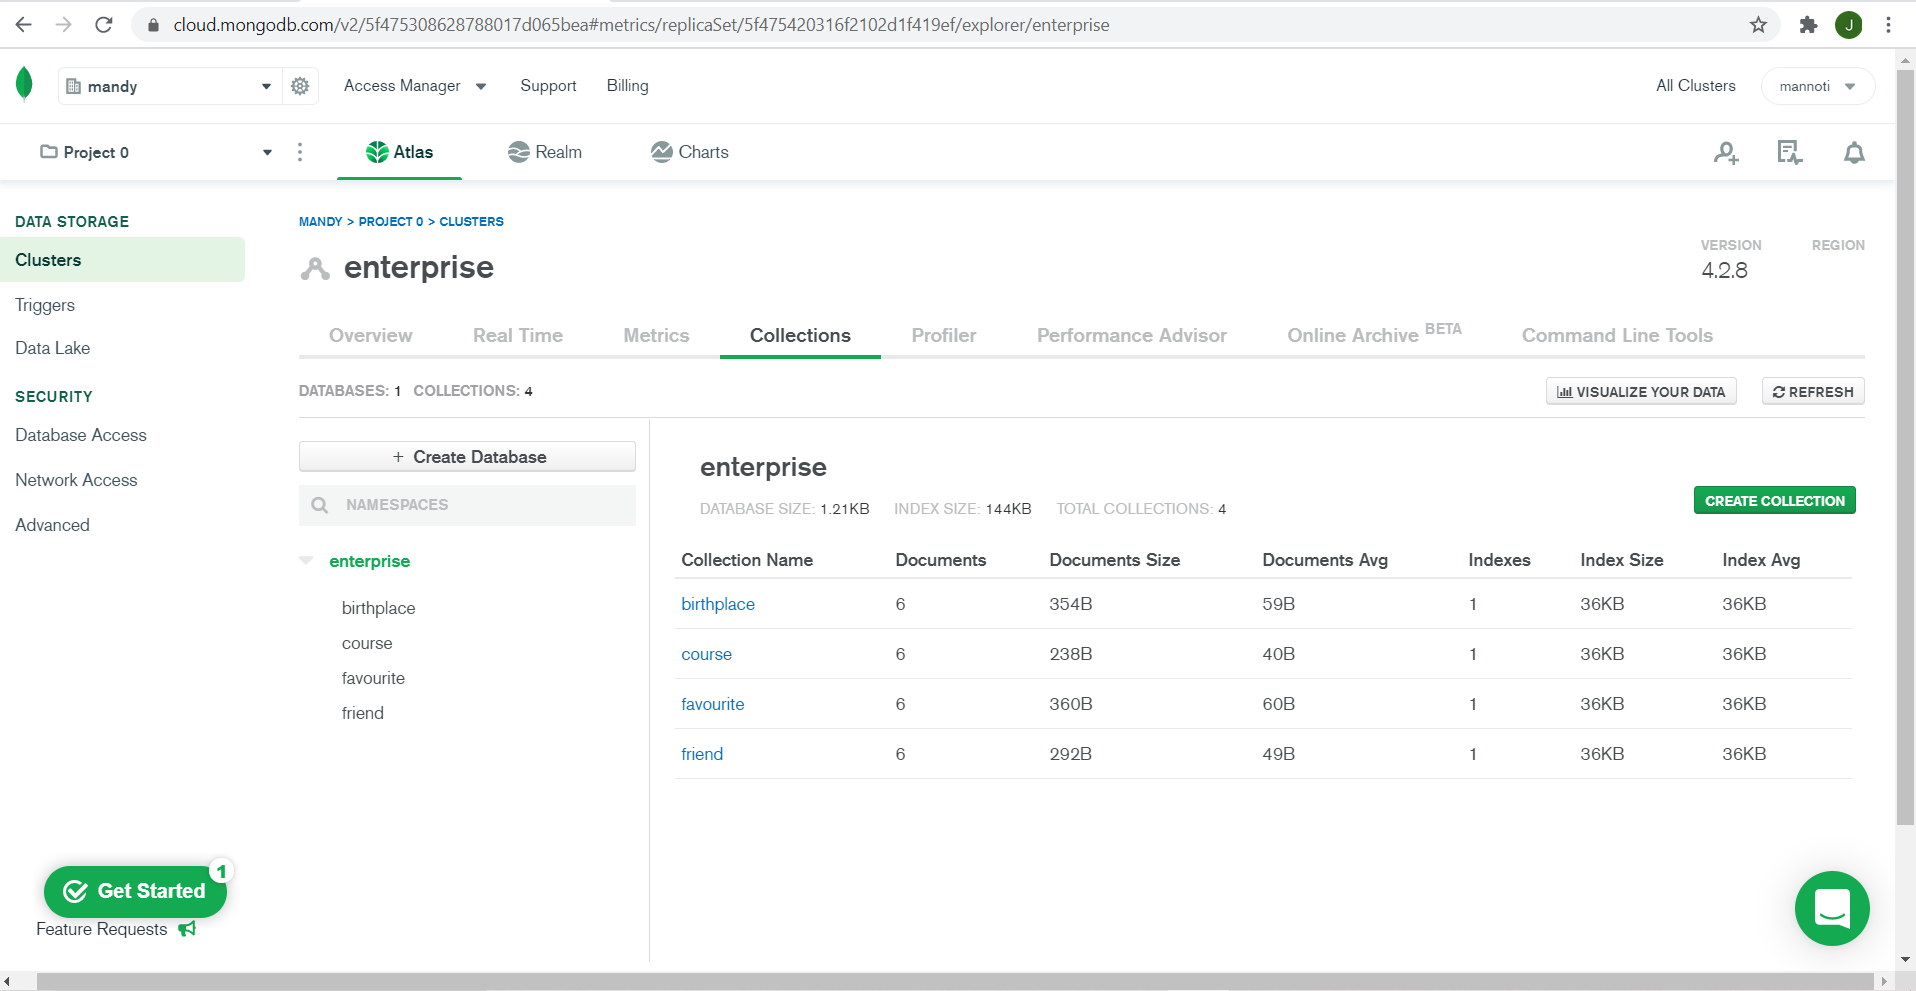 cloud.mongodb.com/v2/5f475308628788017d065bea#metrics/replicaSet/5f475420316f2102d1f419ef/explorer/enterprise
J
mandy Access Manager Support Billing All Clusters mannoti
Project 0 Atlas Realm Charts
DATA STORAGE
Clusters
Triggers
Data Lake
SECURITY
Database Access
Network Access
Advanced
MANDY > PROJECT 0 > CLUSTERS
enterprise
VERSION REGION
4.2.8
Overview Real Time Metrics Collections Profiler Performance Advisor Online Archive BETA Command Line Tools
DATABASES: 1 COLLECTIONS: 4 VISUALIZE YOUR DATA REFRESH
+ Create Database
NAMESPACES
enterprise
birthplace
course
favourite
friend
enterprise
DATABASE SIZE: 1.21KB INDEX SIZE: 144KB TOTAL COLLECTIONS: 4 CREATE COLLECTION
Collection Name Documents Documents Size Documents Avg Indexes Index Size Index Avg
birthplace 6 354B 59B 1 36KB 36KB
course 6 238B 40B 1 36KB 36KB
favourite 6 360B 60B 1 36KB 36KB
friend 6 292B 49B 1 36KB 36KB
Get Started 1
Feature Requests